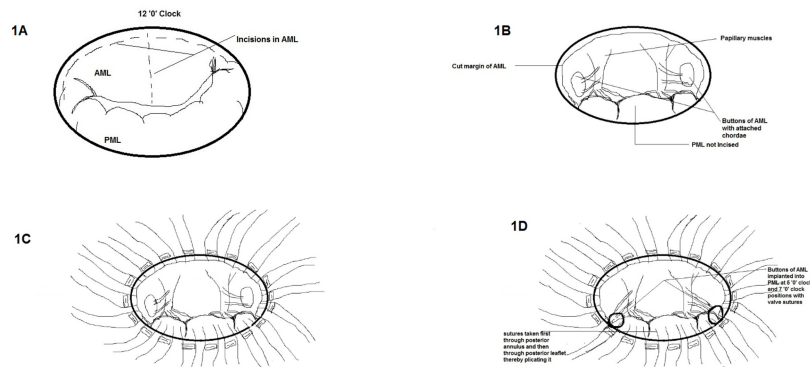 12 '0' Clock
1A
Incisions in AML
AML
PML
1B
Papillary muscles
Cut margin of AML
Buttons of AML
with attached
chordae
PML not Incised
1C
1D
Buttons of AML
implanted into
PML at 5 '0' clock
and 7 '0' clock
positions with
valve sutures
sutures taken first
through posterior
annulus and then
through posterior leaflet
thereby plicating it